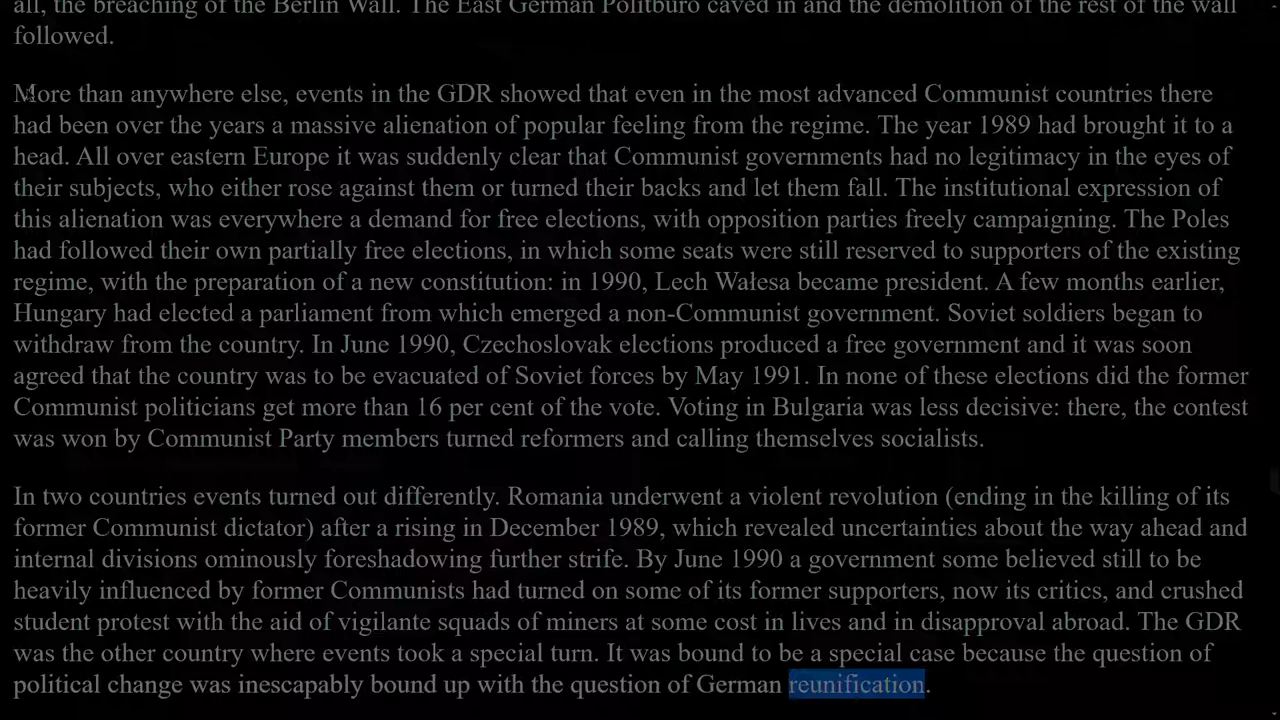 all, the breaching of the Berlin Wall. The East German Politburo caved in and the demolition of the rest of the wall
followed.
More than anywhere else, events in the GDR showed that even in the most advanced Communist countries there
had been over the years a massive alienation of popular feeling from the regime. The year 1989 had brought it to a
head. All over eastern Europe it was suddenly clear that Communist governments had no legitimacy in the eyes of
their subjects, who either rose against them or turned their backs and let them fall. The institutional expression of
this alienation was everywhere a demand for free elections, with opposition parties freely campaigning. The Poles
had followed their own partially free elections, in which some seats were still reserved to supporters of the existing
regime, with the preparation of a new constitution: in 1990, Lech Wałesa became president. A few months earlier,
Hungary had elected a parliament from which emerged a non-Communist government. Soviet soldiers began to
withdraw from the country. In June 1990, Czechoslovak elections produced a free government and it was soon
agreed that the country was to be evacuated of Soviet forces by May 1991. In none of these elections did the former
Communist politicians get more than 16 per cent of the vote. Voting in Bulgaria was less decisive: there, the contest
was won by Communist Party members turned reformers and calling themselves socialists.
In two countries events turned out differently. Romania underwent a violent revolution (ending in the killing of its
former Communist dictator) after a rising in December 1989, which revealed uncertainties about the way ahead and
internal divisions ominously foreshadowing further strife. By June 1990 a government some believed still to be
heavily influenced by former Communists had turned on some of its former supporters, now its critics, and crushed
student protest with the aid of vigilante squads of miners at some cost in lives and in disapproval abroad. The GDR
was the other country where events took a special turn. It was bound to be a special case because the question of
political change was inescapably bound up with the question of German reunification.